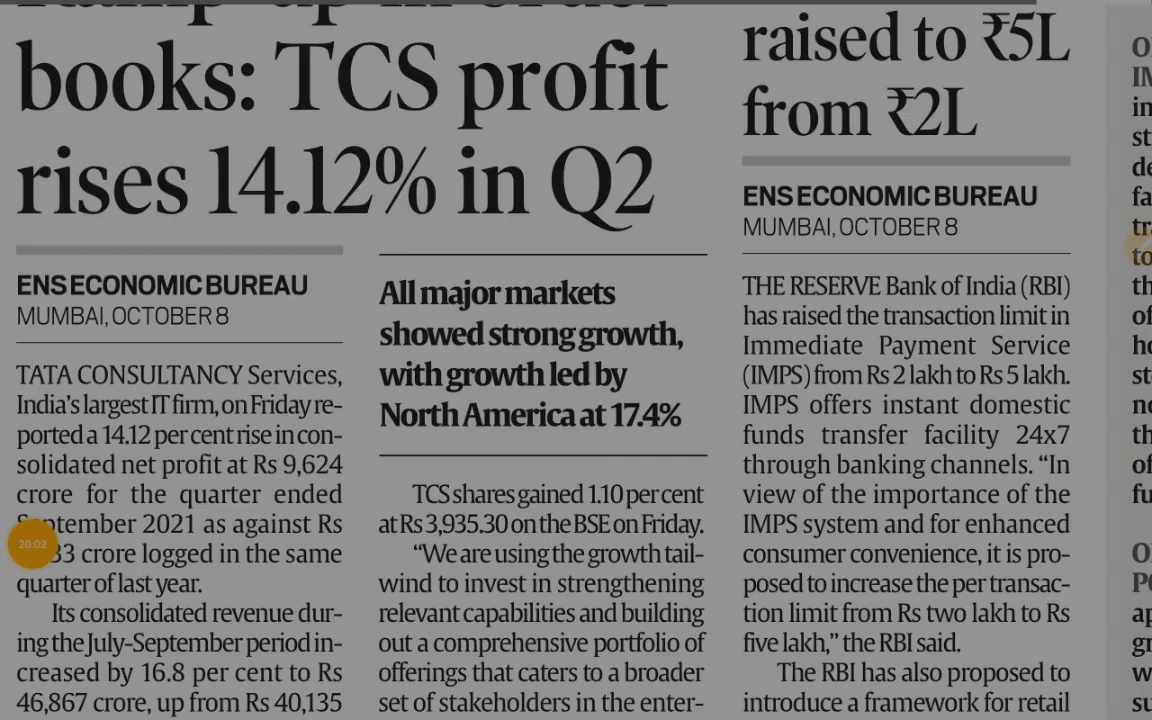 books: TCS profit
rises 14.12% in Q2
ENS ECONOMIC BUREAU
MUMBAI, OCTOBER 8
TATA CONSULTANCY Services,
India's largest IT firm, on Friday re-
ported a 14.12 per cent rise in con-
solidated net profit at Rs 9,624
crore for the quarter ended
September 2021 as against Rs
33 crore logged in the same
quarter of last year.
Its consolidated revenue dur-
ing the July-September period in-
creased by 16.8 per cent to Rs
46,867 crore, up from Rs 40,135
20:02
All major markets
showed strong growth,
with growth led by
North America at 17.4%
TCS shares gained 1.10 per cent
at Rs 3,935.30 on the BSE on Friday.
“We are using the growth tail-
wind to invest in strengthening
relevant capabilities and building
out a comprehensive portfolio of
offerings that caters to a broader
set of stakeholders in the enter-
raised to ₹5L
from ₹2L
ENS ECONOMIC BUREAU
MUMBAI, OCTOBER 8
THE RESERVE Bank of India (RBI)
has raised the transaction limit in
Immediate Payment Service
(IMPS) from Rs 2 lakh to Rs 5 lakh.
IMPS offers instant domestic
funds transfer facility 24x7
through banking channels. “In
view of the importance of the
IMPS system and for enhanced
consumer convenience, it is pro-
posed to increase the per transac-
tion limit from Rs two lakh to Rs
five lakh,” the RBI said.
The RBI has also proposed to
introduce a framework for retail